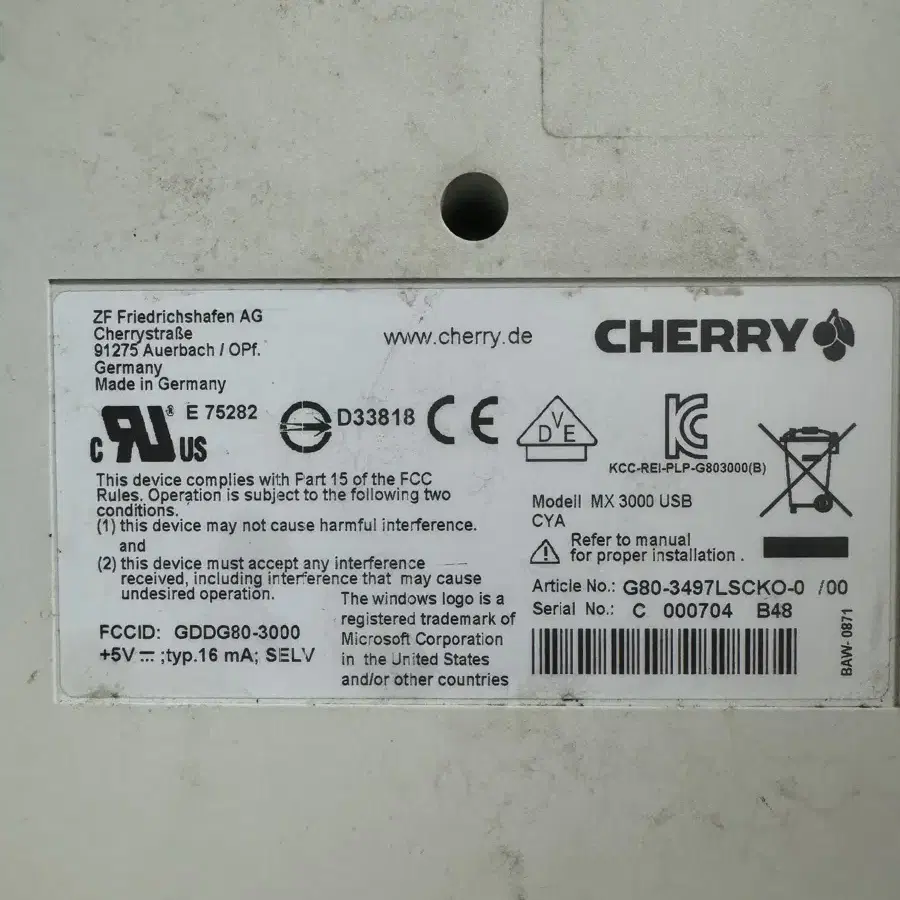 ZF Friedrichshafen AG
Cherrystraße
91275 Auerbach / OPf.
Germany
Made in Germany
www.cherry.de
CHERRY
c RU ® US E 75282
D33818
CE
VDE
KC
KCC-REI-PLP-G803000(B)
This device complies with Part 15 of the FCC
Rules. Operation is subject to the following two
conditions.
(1) this device may not cause harmful interference.
and
(2) this device must accept any interference
received, including interference that may cause
undesired operation.
FCCID: GDDG80-3000
+5V ⎓ ;typ.16 mA; SELV
The windows logo is a
registered trademark of
Microsoft Corporation
in the United States
and/or other countries
Modell MX 3000 USB
CYA
Refer to manual
for proper installation .
Article No.: G80-3497LSCKO-0 /00
Serial No.: C 000704 B48
BAW-0871